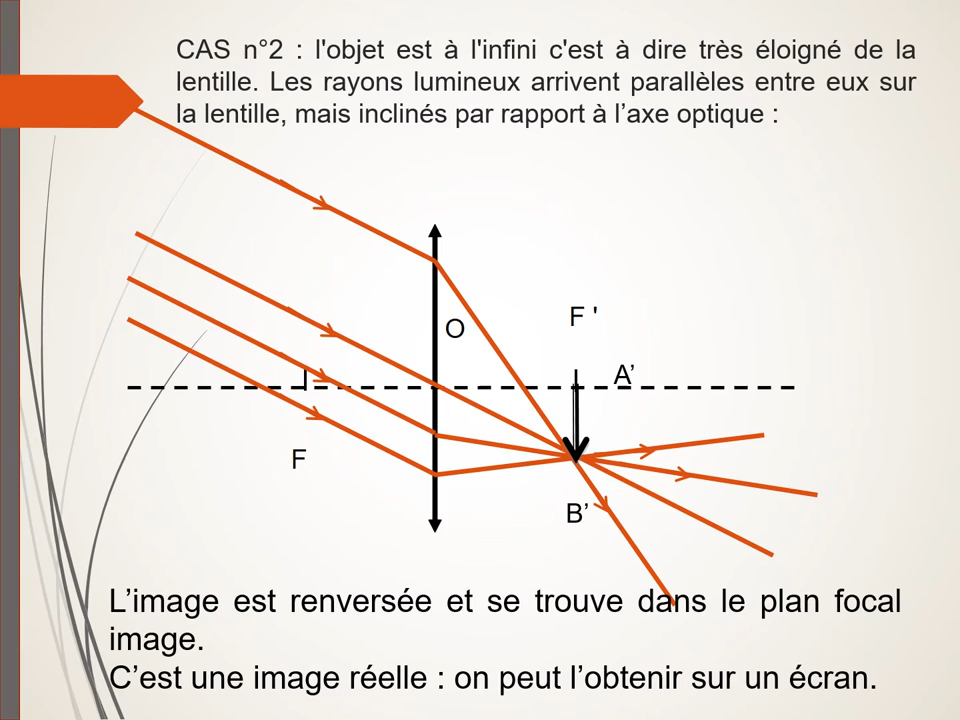 CAS n°2 : l'objet est à l'infini c'est à dire très éloigné de la
lentille. Les rayons lumineux arrivent parallèles entre eux sur
la lentille, mais inclinés par rapport à l’axe optique :
F '
O
A’
F
B’
L’image est renversée et se trouve dans le plan focal
image.
C’est une image réelle : on peut l’obtenir sur un écran.